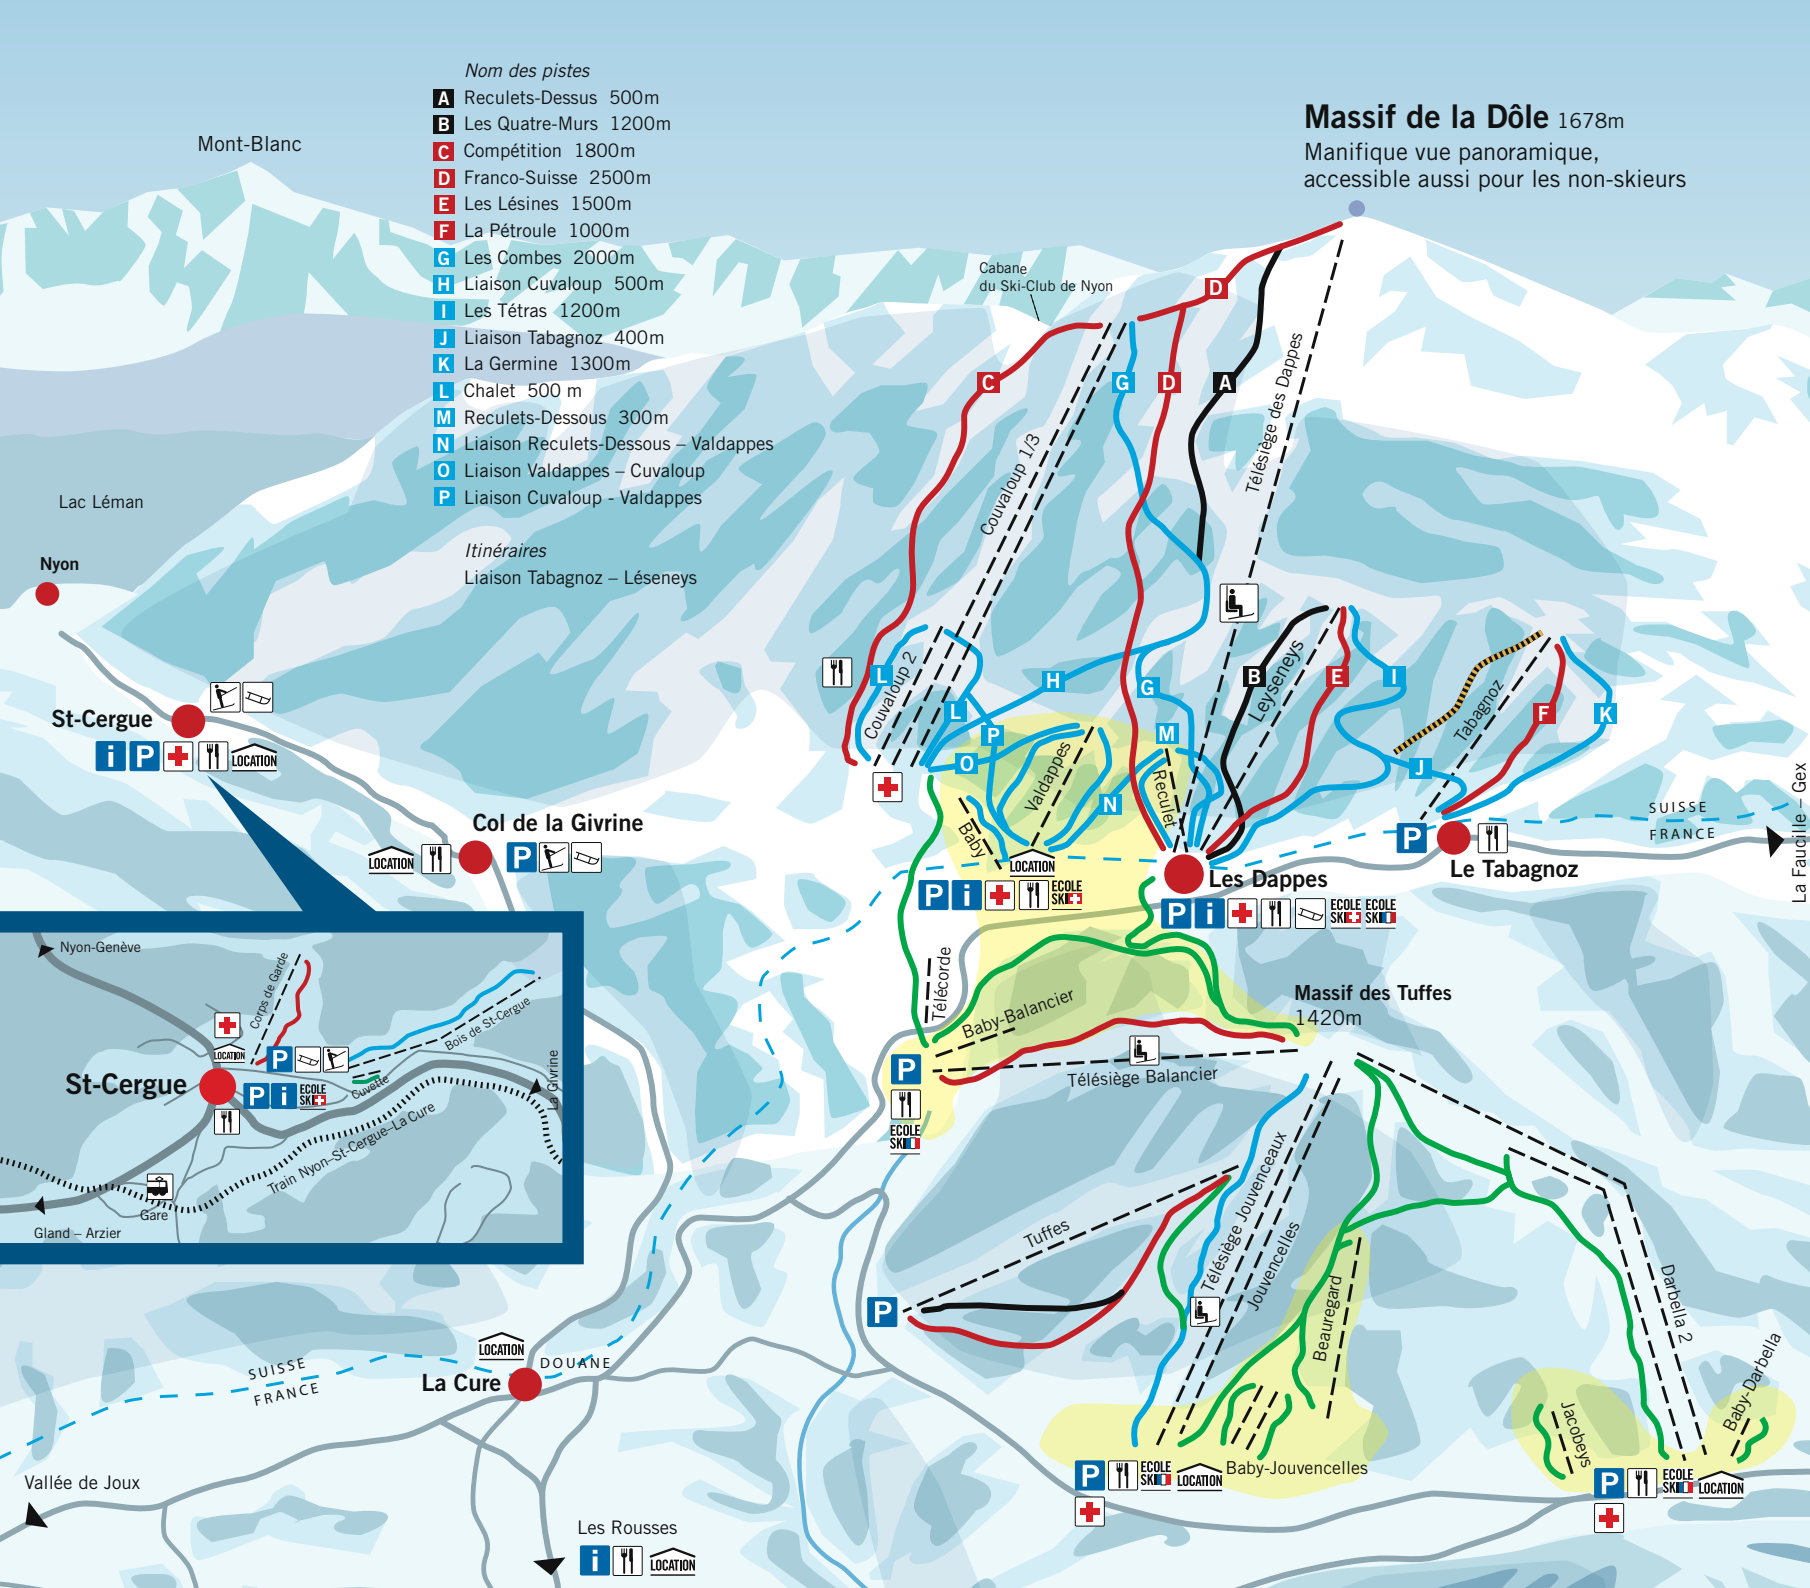 Nom des pistes
A Reculets-Dessus 500m
B Les Quatre-Murs 1200m
C Compétition 1800m
D Franco-Suisse 2500m
E Les Lésines 1500m
F La Pétroule 1000m
G Les Combes 2000m
H Liaison Cuvaloup 500m
I Les Tétras 1200m
J Liaison Tabagnoz 400m
K La Germine 1300m
L Chalet 500 m
M Reculets-Dessous 300m
N Liaison Reculets-Dessous – Valdappes
O Liaison Valdappes – Cuvaloup
P Liaison Cuvaloup - Valdappes
Itinéraires
Liaison Tabagnoz – Léseneys
Massif de la Dôle 1678m
Manifique vue panoramique,
accessible aussi pour les non-skieurs
Mont-Blanc
Cabane
du Ski-Club de Nyon
D
C
G
D
A
Télésiège des Dappes
Couvaloup 1/3
Lac Léman
Nyon
St-Cergue
i P
LOCATION
L
Couvaloup 2
H
G
B
Leyseneys
E
I
Tabagnoz
F
K
L
P
M
O
Valdappes
N
Reculet
J
Baby
SUISSE
FRANCE
La Faucille – Gex
Col de la Givrine
LOCATION
P
P
Le Tabagnoz
LOCATION
P i
ECOLE
SKI
Les Dappes
P i
ECOLE
SKI
ECOLE
SKI
Télécorde
Baby-Balancier
Massif des Tuffes
1420m
P
ECOLE
SKI
Télésiège Balancier
Nyon-Genève
Corps de Garde
Bois de St-Cergue
LOCATION
P
St-Cergue
P i
ECOLE
SKI
Cuvette
La Givrine
Train Nyon–St-Cergue–La Cure
Gare
Gland – Arzier
Tuffes
P
Télésiège Jouvenceaux
Jouvencelles
Beauregard
Darbella 2
Baby-Darbella
Jacobeys
SUISSE
FRANCE
LOCATION
DOUANE
La Cure
P
ECOLE
SKI
LOCATION
Baby-Jouvencelles
P
ECOLE
SKI
LOCATION
Vallée de Joux
Les Rousses
i
LOCATION